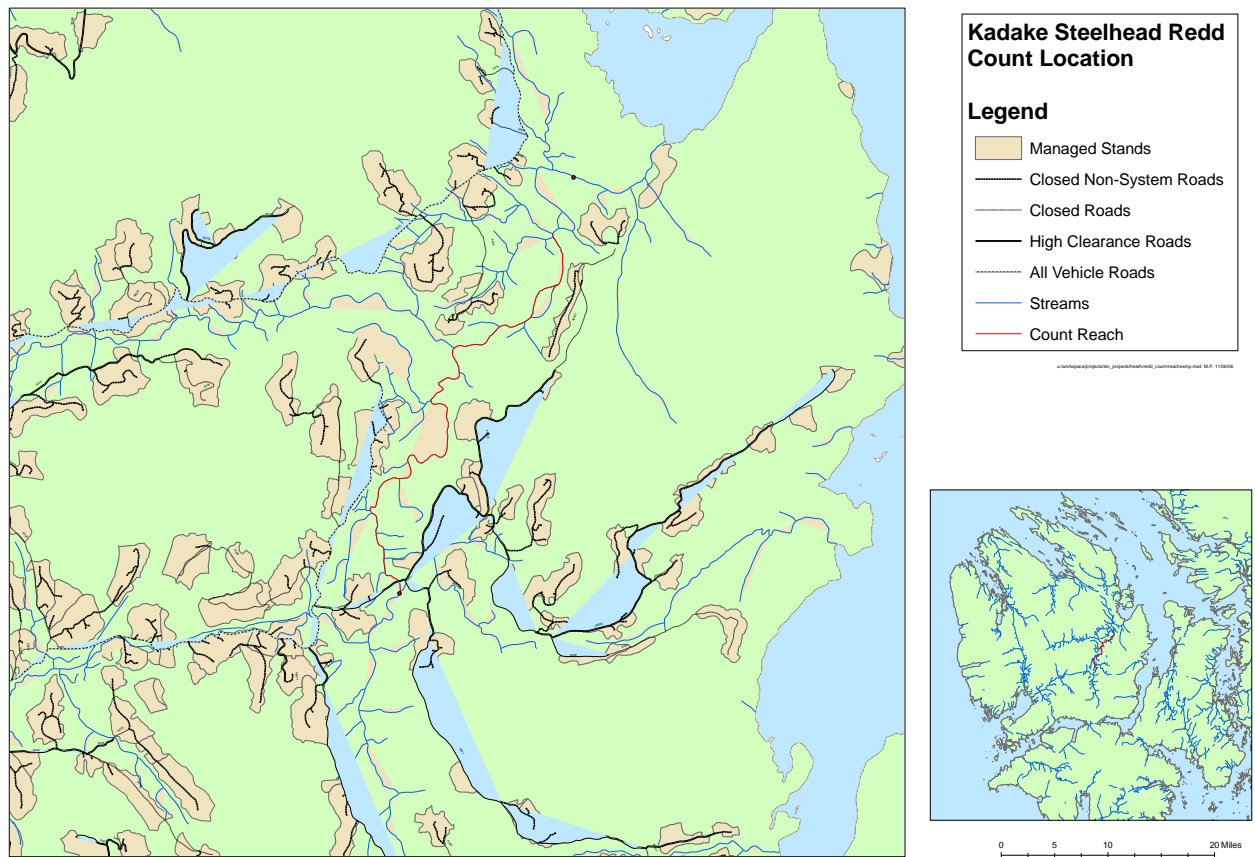 Kadake Steelhead Redd
Count Location
Legend
Managed Stands
Closed Non-System Roads
Closed Roads
High Clearance Roads
All Vehicle Roads
Streams
Count Reach
0 5 10 20 Miles